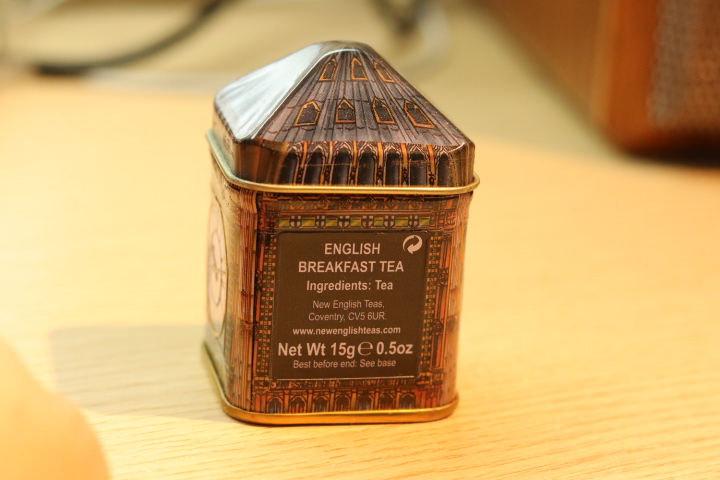 ENGLISH
BREAKFAST TEA
Ingredients: Tea
New English Teas,
Coventry, CV5 6UR.
www.newenglishteas.com
Net Wt 15g℮0.5oz
Best before end: See base